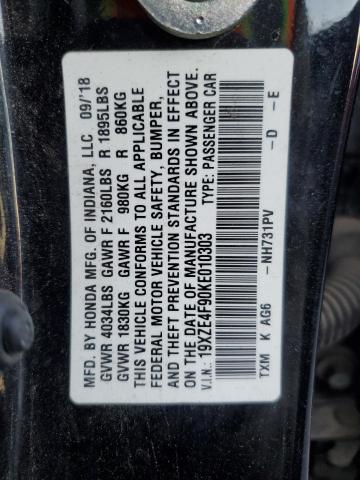 MFD. BY HONDA MFG. OF INDIANA, LLC 09/'18
GVWR 4034LBS GAWR F 2160LBS R 1895LBS
GVWR 1830KG GAWR F 980KG R 860KG
THIS VEHICLE CONFORMS TO ALL APPLICABLE
FEDERAL MOTOR VEHICLE SAFETY, BUMPER,
AND THEFT PREVENTION STANDARDS IN EFFECT
ON THE DATE OF MANUFACTURE SHOWN ABOVE.
V.I.N.: 19XZE4F90KE010303 TYPE: PASSENGER CAR
TXM K AG6 -NH731PV -D -E